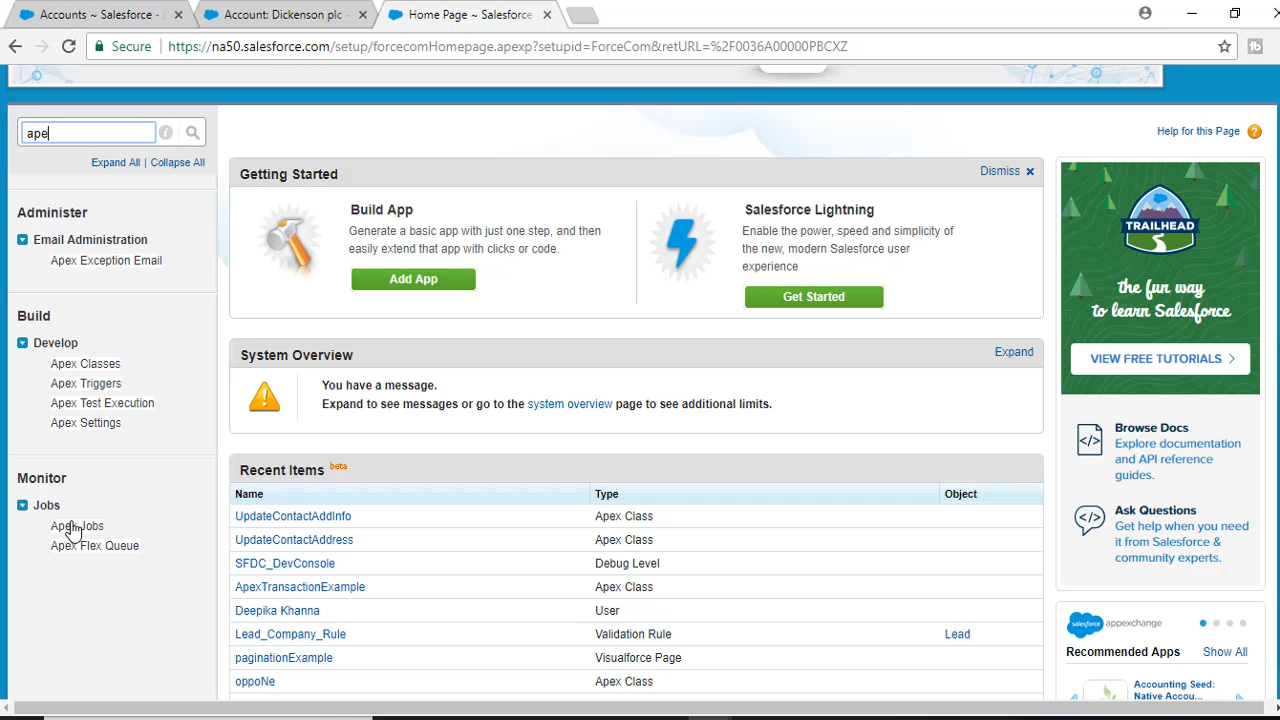 Accounts ~ Salesforce - D
Account: Dickenson plc ~
Home Page ~ Salesforce
Secure
https://na50.salesforce.com/setup/forcecomHomepage.apexp?setupid=ForceCom&retURL=%2F0036A00000PBCXZ
ape
Expand All | Collapse All
Administer
Email Administration
Apex Exception Email
Build
Develop
Apex Classes
Apex Triggers
Apex Test Execution
Apex Settings
Monitor
Jobs
Apex Jobs
Apex Flex Queue
Help for this Page
Getting Started
Dismiss
Build App
Generate a basic app with just one step, and then
easily extend that app with clicks or code.
Add App
Salesforce Lightning
Enable the power, speed and simplicity of
the new, modern Salesforce user
experience
Get Started
System Overview
Expand
You have a message.
Expand to see messages or go to the system overview page to see additional limits.
Recent Items beta
Name Type Object
UpdateContactAddInfo Apex Class
UpdateContactAddress Apex Class
SFDC_DevConsole Debug Level
ApexTransactionExample Apex Class
Deepika Khanna User
Lead_Company_Rule Validation Rule Lead
paginationExample Visualforce Page
oppoNe Apex Class
TRAILHEAD
the fun way
to learn Salesforce
VIEW FREE TUTORIALS
Browse Docs
Explore documentation
and API reference
guides.
Ask Questions
Get help when you need
it from Salesforce &
community experts.
salesforce appexchange
Recommended Apps Show All
Accounting Seed:
Native Accou...